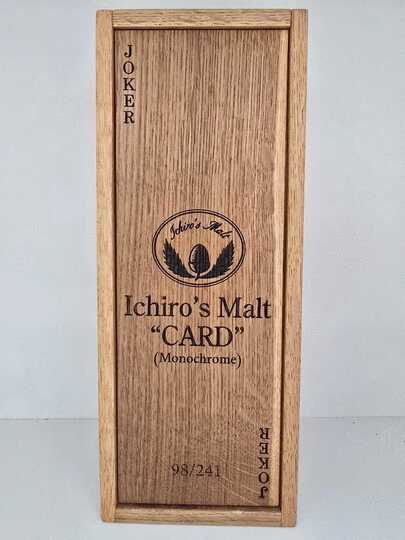 JOKER
Ichiro's Malt
Ichiro's Malt
“CARD”
(Monochrome)
98/241
JOKER